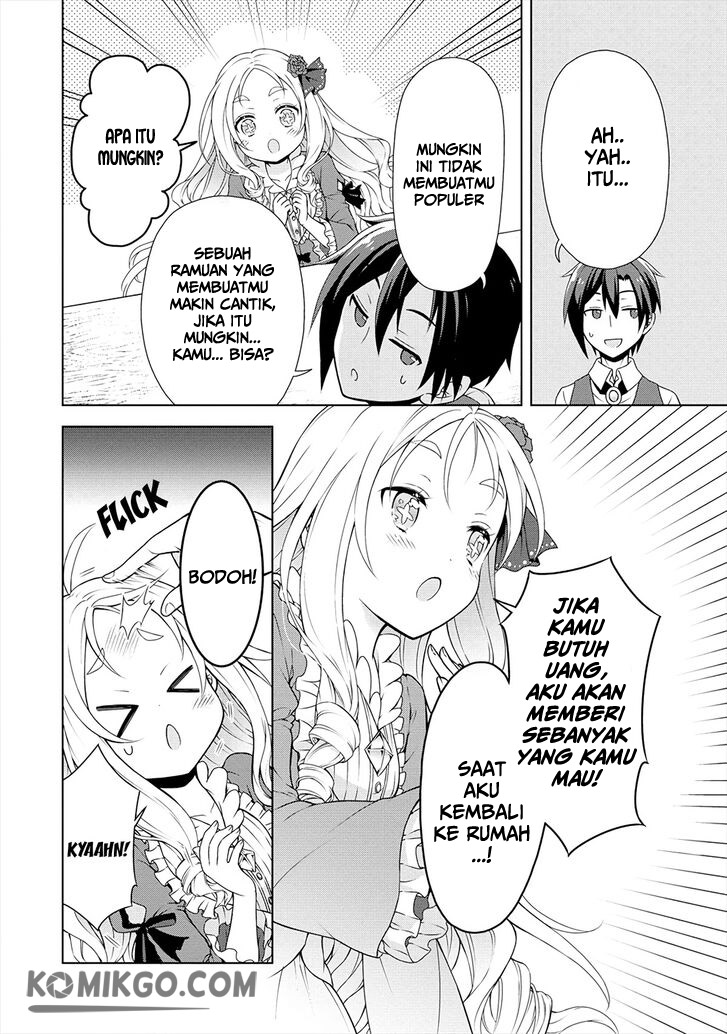 AH..
YAH..
ITU...
MUNGKIN
INI TIDAK
MEMBUATMU
POPULER
APA ITU
MUNGKIN?
SEBUAH
RAMUAN YANG
MEMBUATMU
MAKIN CANTIK,
JIKA ITU
MUNGKIN...
KAMU... BISA?
JIKA
KAMU
BUTUH
UANG,
AKU AKAN
MEMBERI
SEBANYAK
YANG KAMU
MAU!
SAAT
AKU
KEMBALI
KE RUMAH
...!
FLICK
BODOH!
KYAAHN!
KOMIKGO.COM